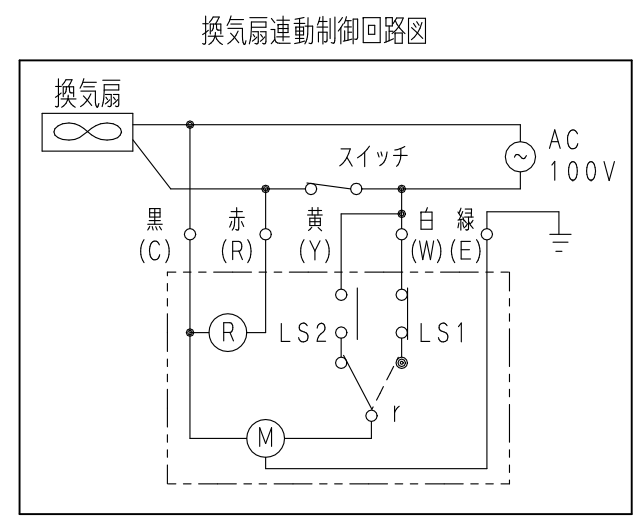 換気扇連動制御回路図
換気扇
AC
100V
スイッチ
黒 赤 黄 白 緑
(C) (R) (Y) (W) (E)
R LS2 LS1
r
M